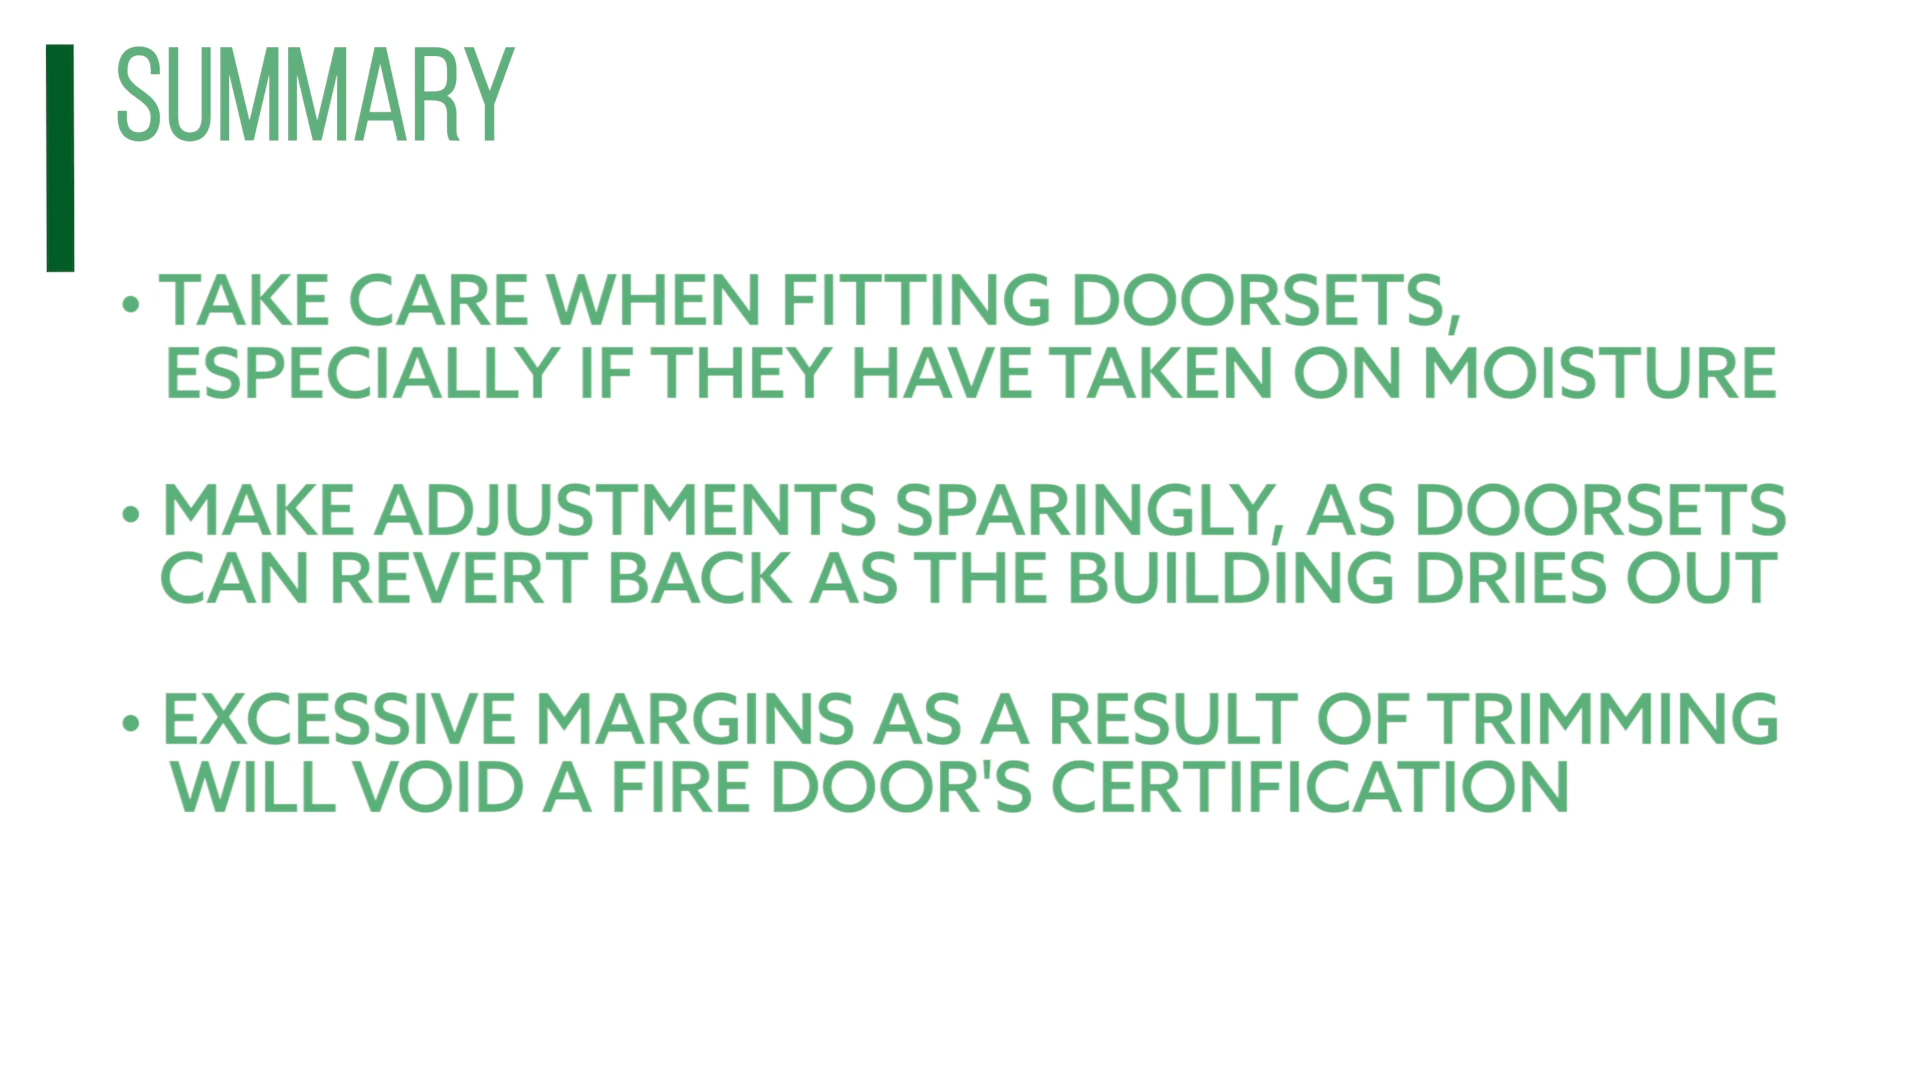 SUMMARY
• TAKE CARE WHEN FITTING DOORSETS,
ESPECIALLY IF THEY HAVE TAKEN ON MOISTURE
• MAKE ADJUSTMENTS SPARINGLY, AS DOORSETS
CAN REVERT BACK AS THE BUILDING DRIES OUT
• EXCESSIVE MARGINS AS A RESULT OF TRIMMING
WILL VOID A FIRE DOOR'S CERTIFICATION